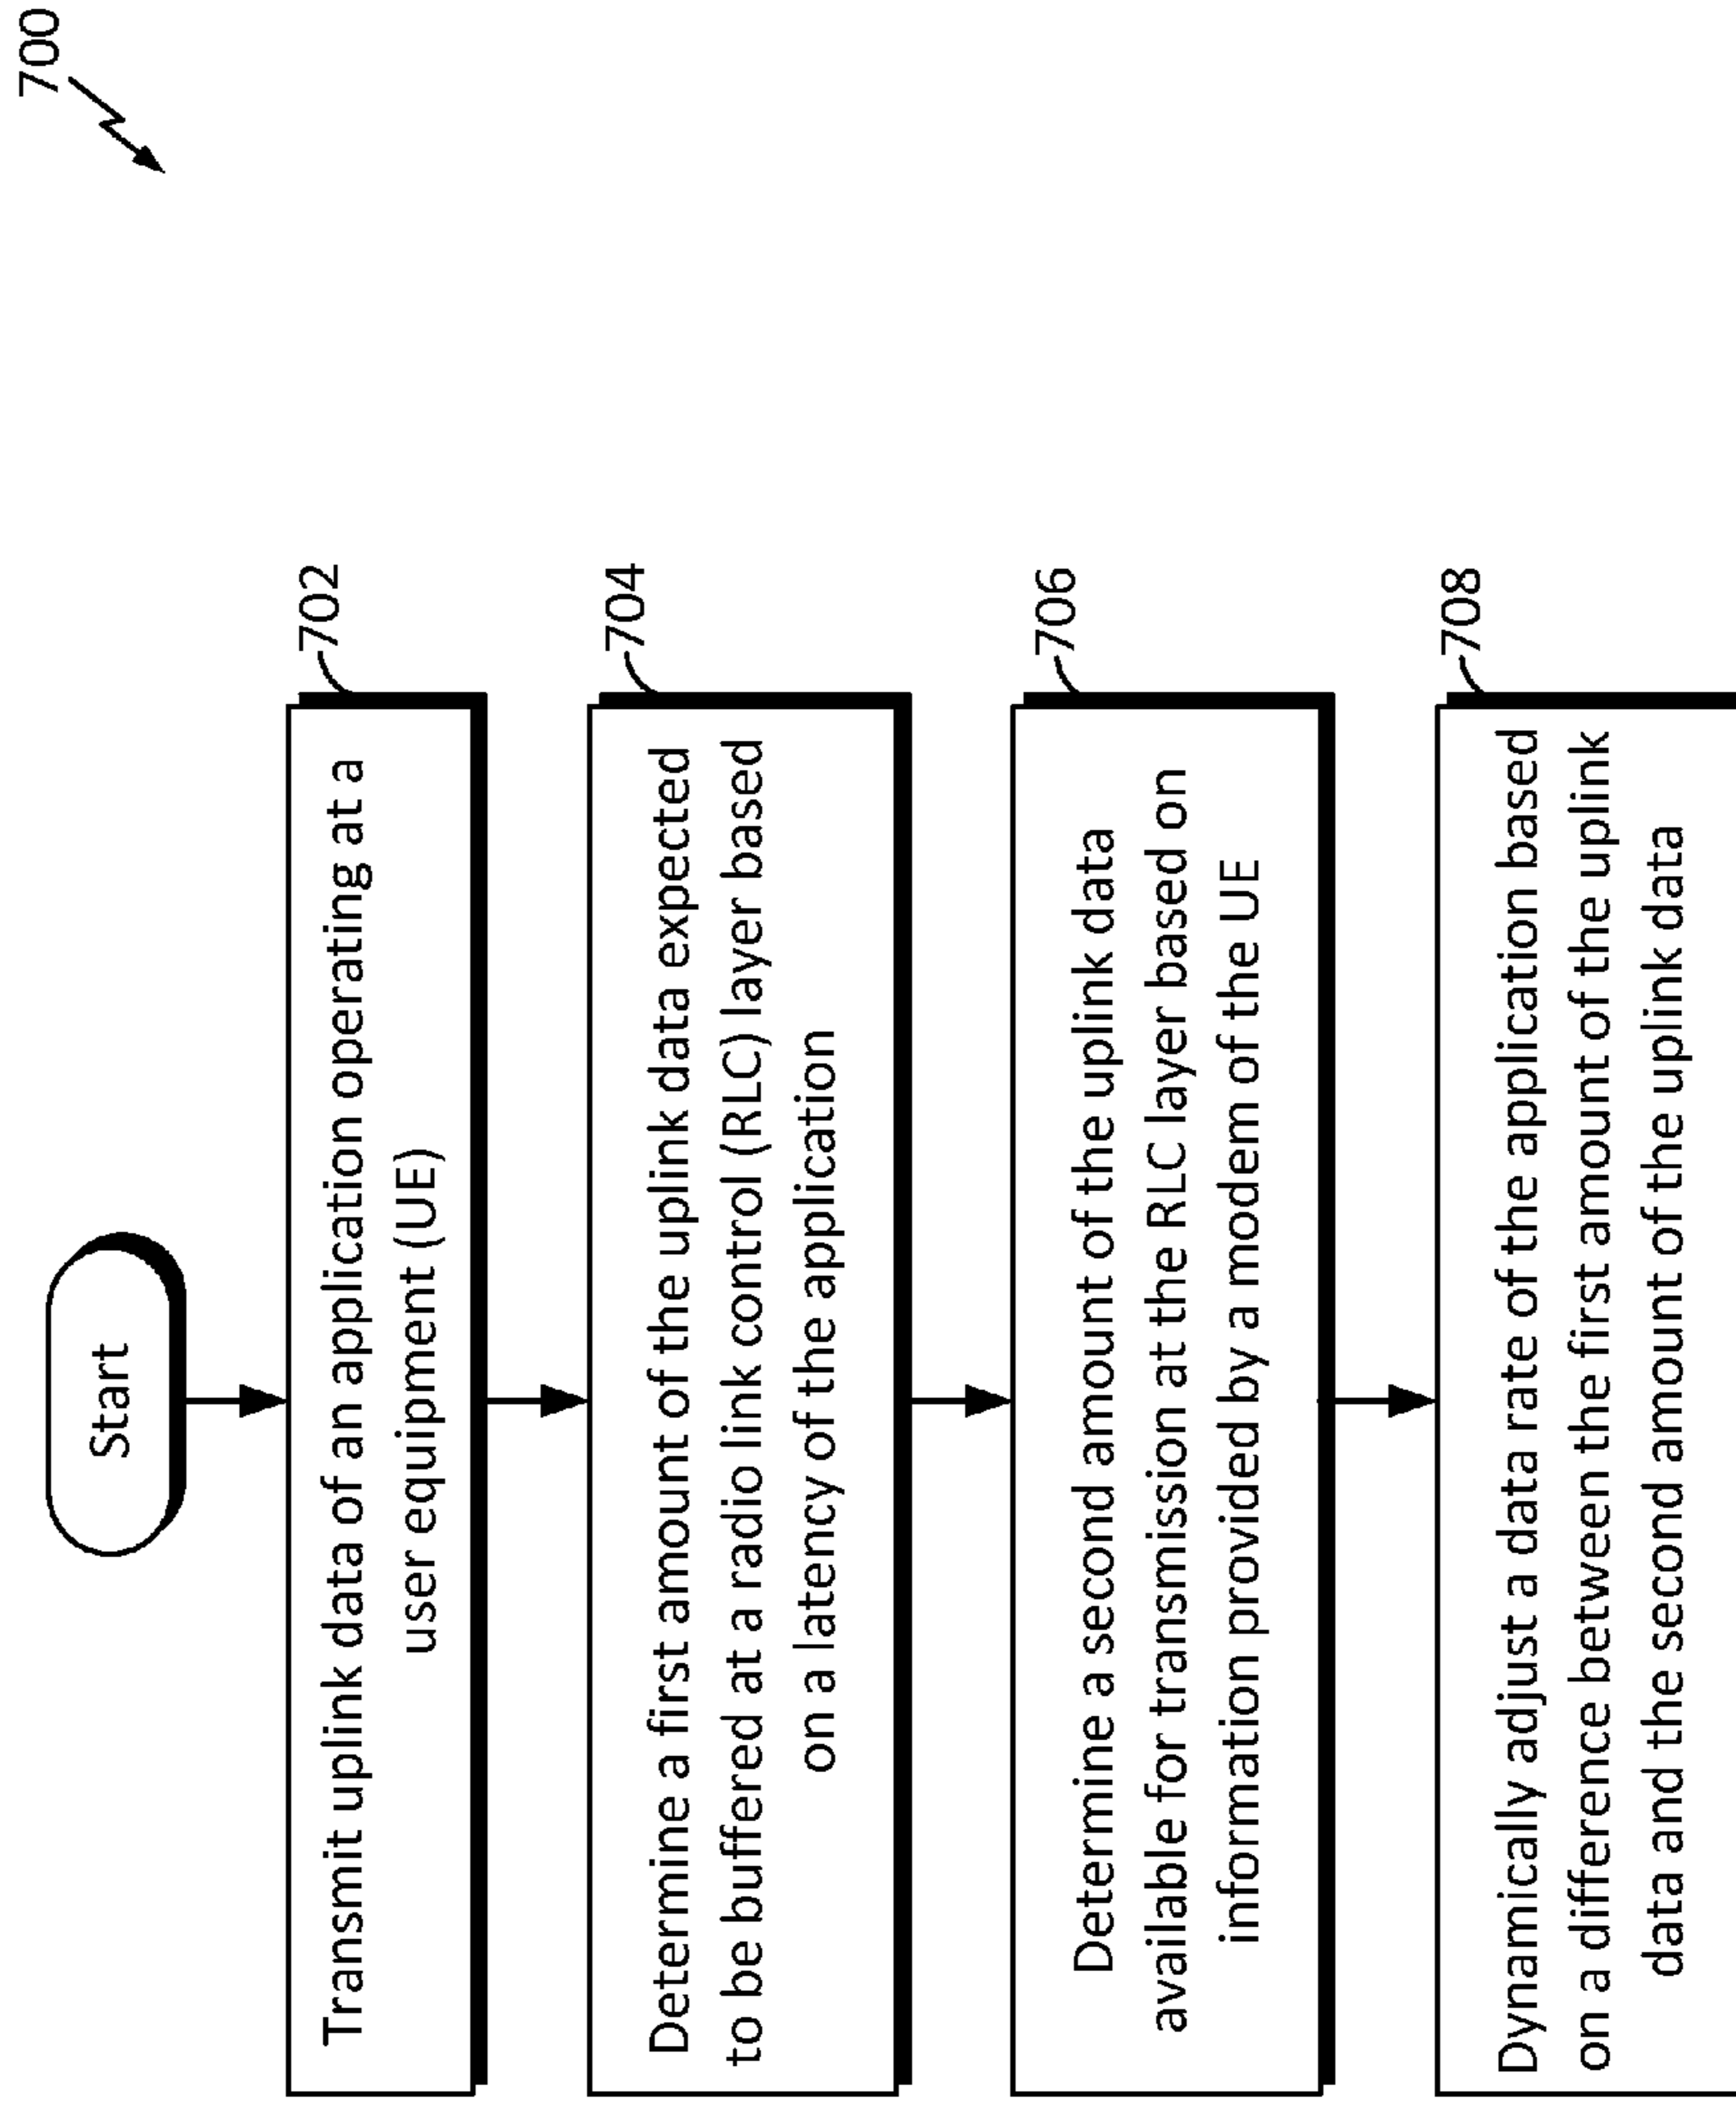 700
Start
702
Transmit uplink data of an application operating at a
user equipment (UE)
704
Determine a first amount of the uplink data expected
to be buffered at a radio link control (RLC) layer based
on a latency of the application
706
Determine a second amount of the uplink data
available for transmission at the RLC layer based on
information provided by a modem of the UE
708
Dynamically adjust a data rate of the application based
on a difference between the first amount of the uplink
data and the second amount of the uplink data